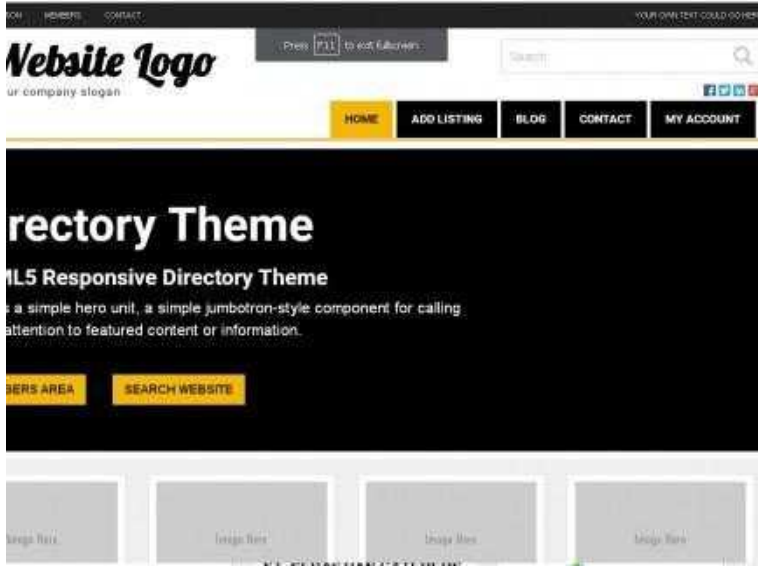 MEMBERS CONTACT YOUR OWN TEXT COULD GO HERE
Press F11 to exit fullscreen
Website Logo
Search
ur company slogan
HOME ADD LISTING BLOG CONTACT MY ACCOUNT
rectory Theme
ML5 Responsive Directory Theme
s a simple hero unit, a simple jumbotron-style component for calling
attention to featured content or information.
BERS AREA SEARCH WEBSITE
Image Here Image Here Image Here Image Here